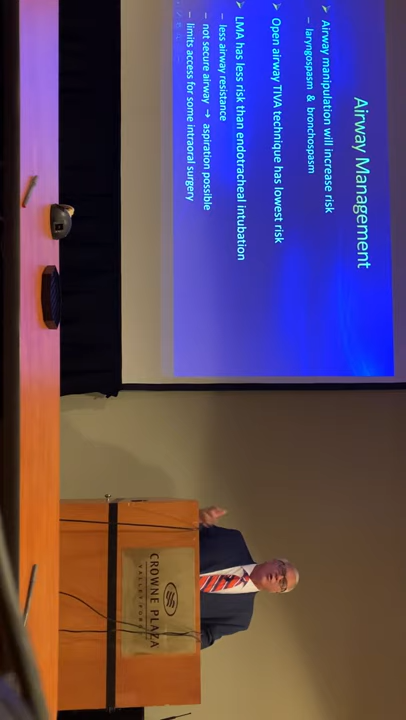 Airway Management
Airway manipulation will increase risk
– laryngospasm & bronchospasm
Open airway TIVA technique has lowest risk
LMA has less risk than endotracheal intubation
– less airway resistance
– not secure airway → aspiration possible
– limits access for some intraoral surgery
CROWNE PLAZA
VALLEY FORGE